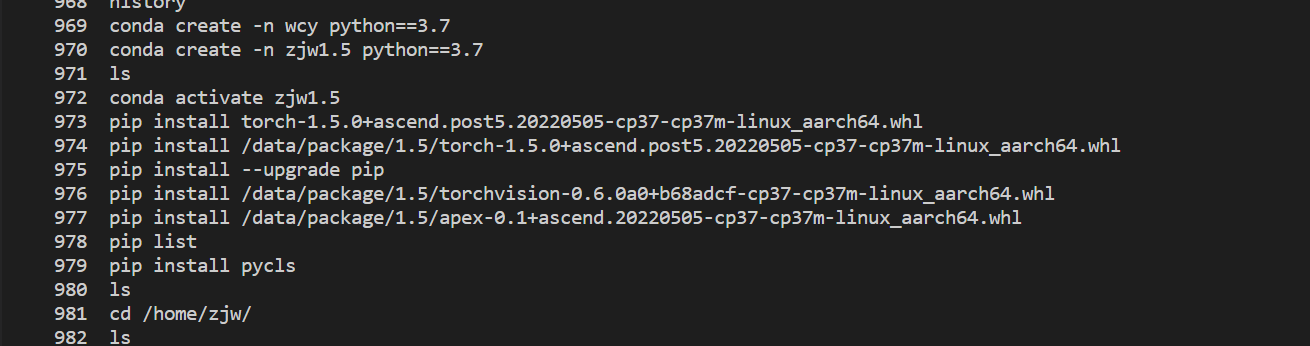 968 history
969 conda create -n wcy python==3.7
970 conda create -n zjw1.5 python==3.7
971 ls
972 conda activate zjw1.5
973 pip install torch-1.5.0+ascend.post5.20220505-cp37-cp37m-linux_aarch64.whl
974 pip install /data/package/1.5/torch-1.5.0+ascend.post5.20220505-cp37-cp37m-linux_aarch64.whl
975 pip install --upgrade pip
976 pip install /data/package/1.5/torchvision-0.6.0a0+b68adcf-cp37-cp37m-linux_aarch64.whl
977 pip install /data/package/1.5/apex-0.1+ascend.20220505-cp37-cp37m-linux_aarch64.whl
978 pip list
979 pip install pycls
980 ls
981 cd /home/zjw/
982 ls